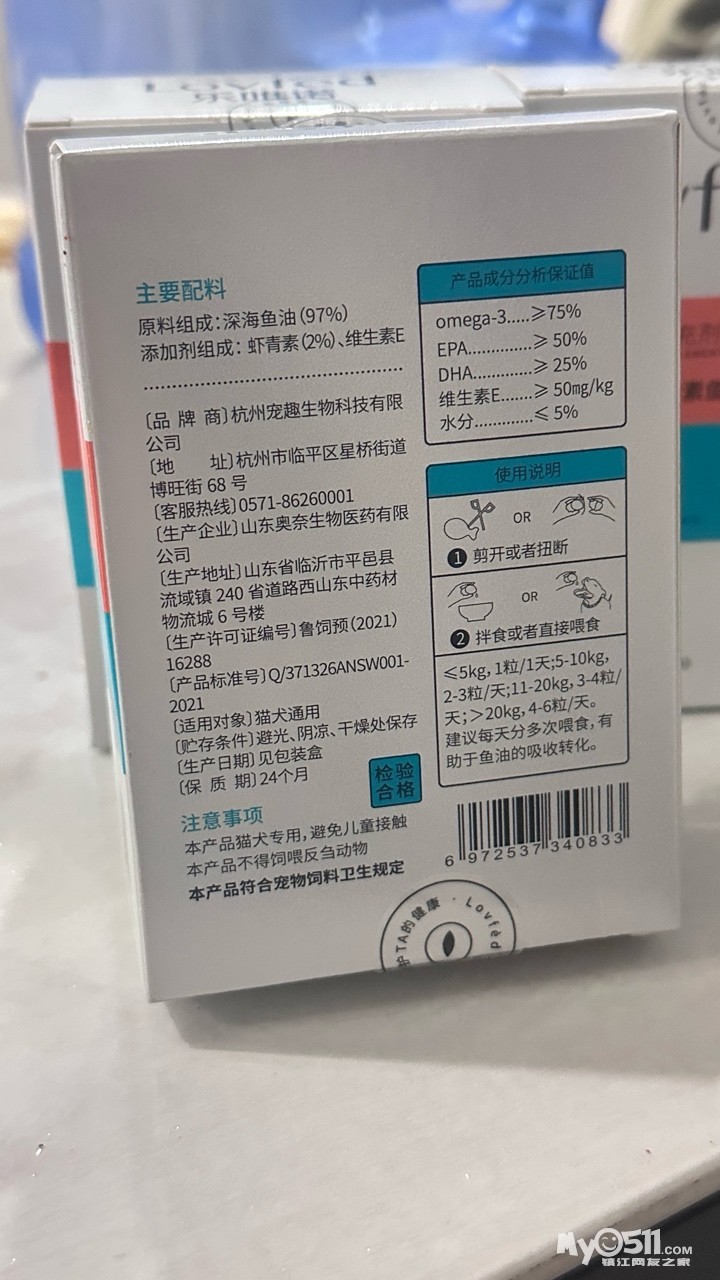 Lovfed
主要配料
原料组成:深海鱼油(97%)
添加剂组成: 虾青素(2%)、维生素E
〔品 牌 商〕杭州宠趣生物科技有限
公司
〔地 址〕杭州市临平区星桥街道
博旺街 68 号
〔客服热线〕0571-86260001
〔生产企业〕山东奥奈生物医药有限
公司
〔生产地址〕山东省临沂市平邑县
流域镇 240 省道路西山东中药材
物流城 6 号楼
〔生产许可证编号〕鲁饲预(2021)
16288
〔产品标准号〕Q/371326ANSW001-
2021
〔适用对象〕猫犬通用
〔贮存条件〕避光、阴凉、干燥处保存
〔生产日期〕见包装盒
〔保 质 期〕24个月
检验
合格
注意事项
本产品猫犬专用,避免儿童接触
本产品不得饲喂反刍动物
本产品符合宠物饲料卫生规定
产品成分分析保证值
omega-3.....≥75%
EPA.............≥ 50%
DHA.............≥ 25%
维生素E.......≥ 50mg/kg
水分.............≤ 5%
使用说明
OR
1 剪开或者扭断
OR
2 拌食或者直接喂食
≤5kg, 1粒/1天;5-10kg,
2-3粒/天;11-20kg, 3-4粒/
天;>20kg, 4-6粒/天。
建议每天分多次喂食,有
助于鱼油的吸收转化。
6 972537 340833
护TA的健康 · Lovfèd
My0511.COM
镇江网友之家